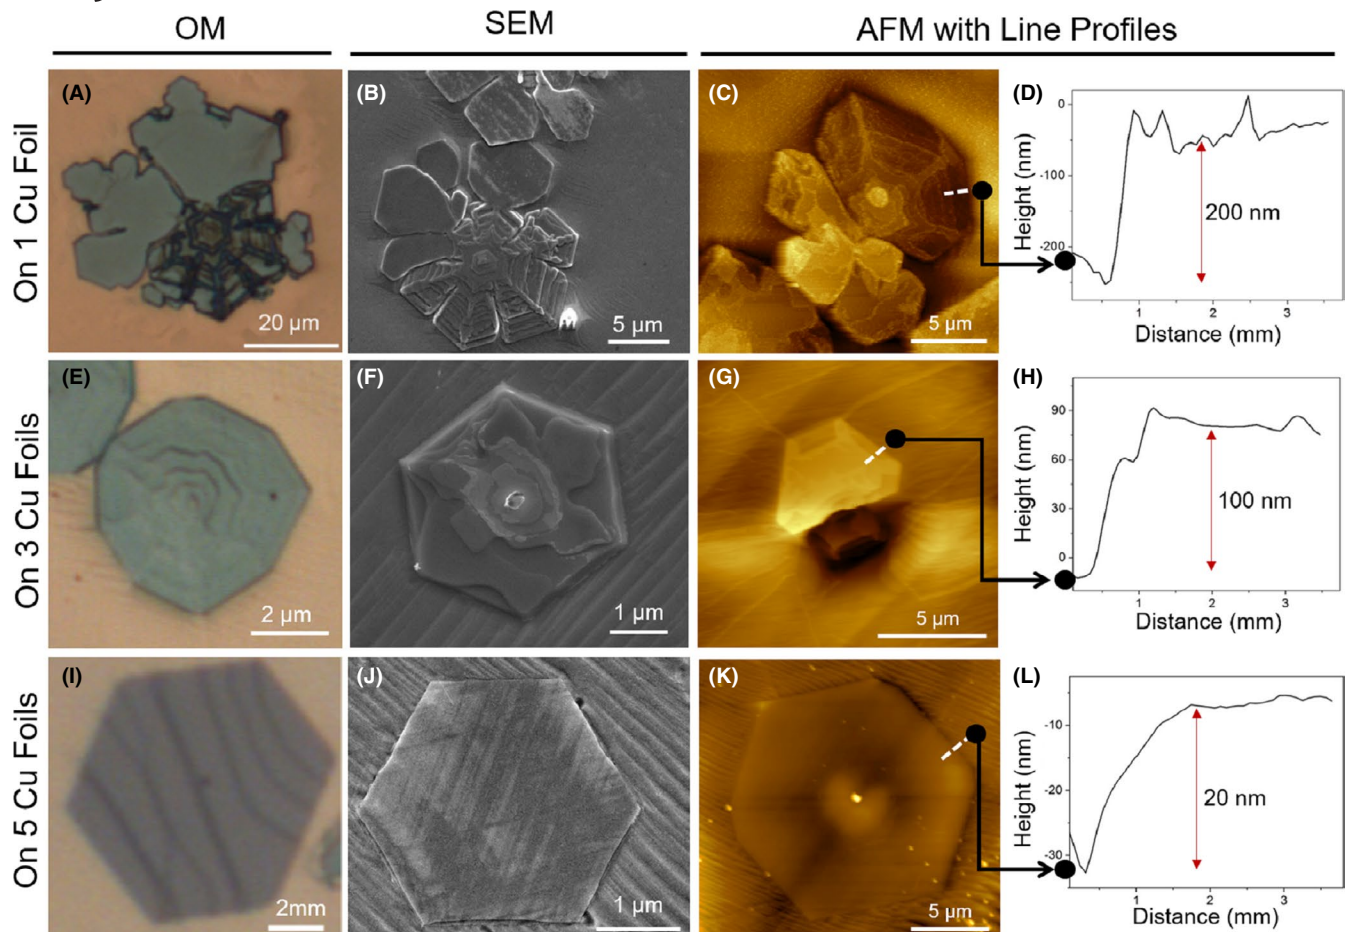 OM
SEM
AFM with Line Profiles
On 1 Cu Foil
(A)
20 µm
(B)
5 µm
(C)
5 µm
(D)
0
-100
-200
Height (nm)
200 nm
1
2
3
Distance (mm)
On 3 Cu Foils
(E)
2 µm
(F)
1 µm
(G)
5 µm
(H)
90
60
30
0
Height (nm)
100 nm
1
2
3
Distance (mm)
On 5 Cu Foils
(I)
2mm
(J)
1 µm
(K)
5 µm
(L)
-10
-20
-30
Height (nm)
20 nm
1
2
3
Distance (mm)